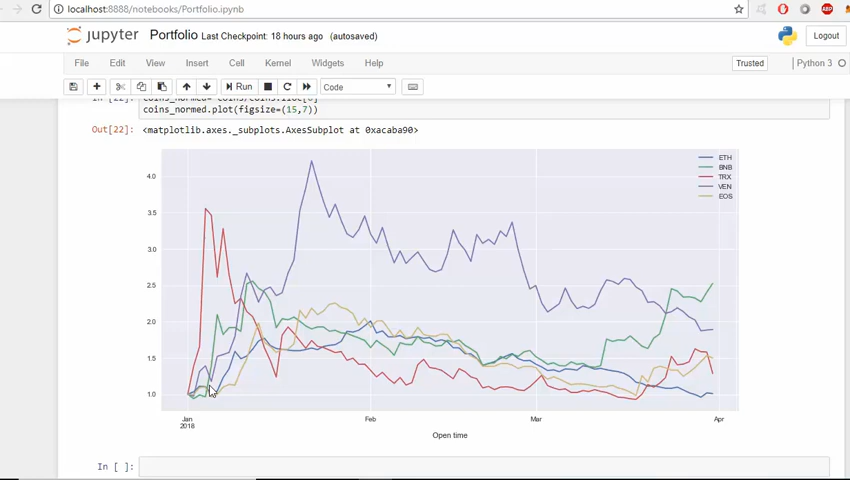 localhost:8888/notebooks/Portfolio.ipynb
ABP
jupyter Portfolio Last Checkpoint: 18 hours ago (autosaved)
Logout
File Edit View Insert Cell Kernel Widgets Help
Trusted
Python 3
Run
Code
coins_normed.plot(figsize=(15,7))
Out[22]: <matplotlib.axes._subplots.AxesSubplot at 0xacaba90>
ETH
BNB
TRX
VEN
EOS
4.0
3.5
3.0
2.5
2.0
1.5
1.0
Jan Feb Mar Apr
2018
Open time
In [ ]: